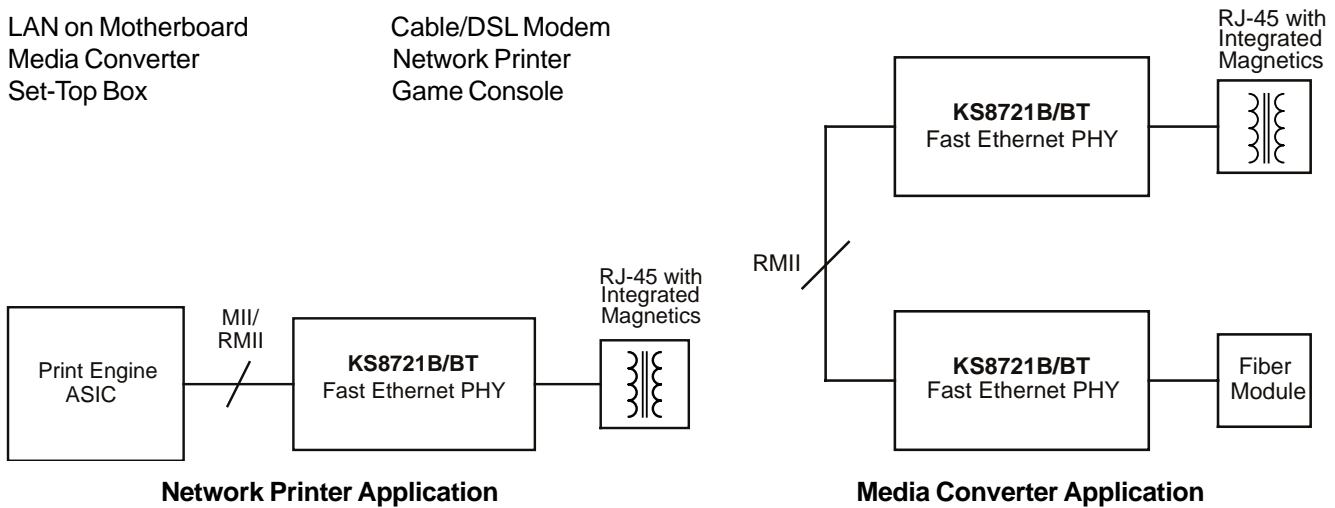 LAN on Motherboard
Media Converter
Set-Top Box
Cable/DSL Modem
Network Printer
Game Console
Print Engine
ASIC
MII/
RMII
KS8721B/BT
Fast Ethernet PHY
RJ-45 with
Integrated
Magnetics
Network Printer Application
KS8721B/BT
Fast Ethernet PHY
RJ-45 with
Integrated
Magnetics
RMII
KS8721B/BT
Fast Ethernet PHY
Fiber
Module
Media Converter Application